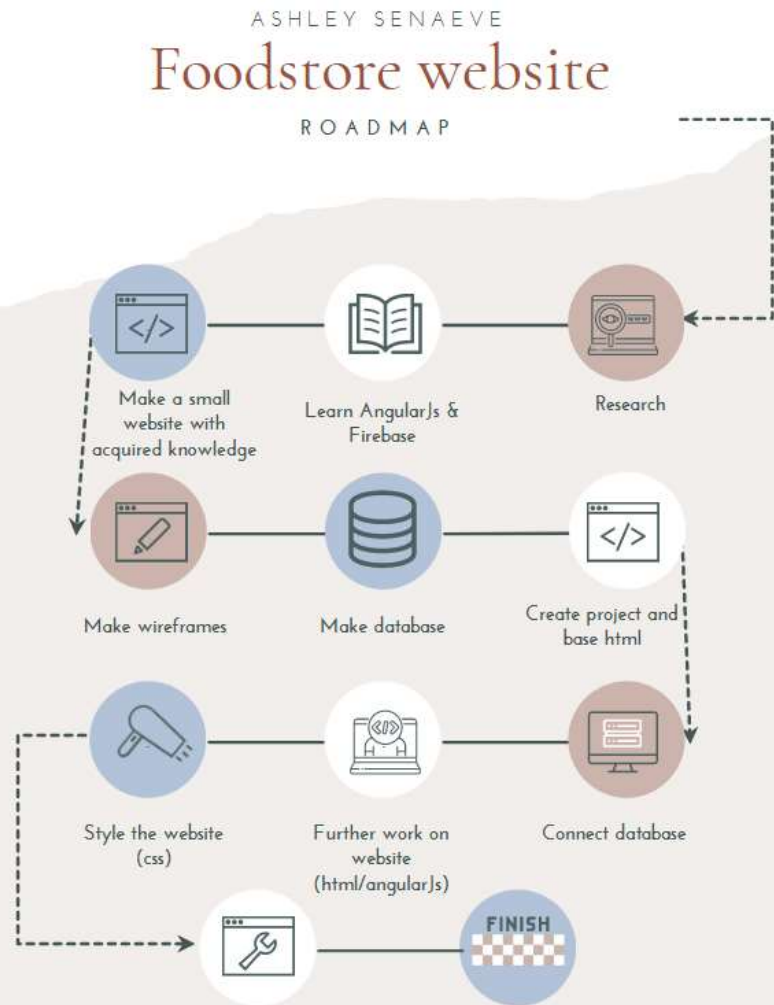 ASHLEY SENAEVE
Foodstore website
ROADMAP
</>
Make a small
website with
acquired knowledge
Learn AngularJs &
Firebase
Research
Make wireframes
Make database
</>
Create project and
base html
Style the website
(css)
</>
Further work on
website
(html/angularJs)
Connect database
FINISH